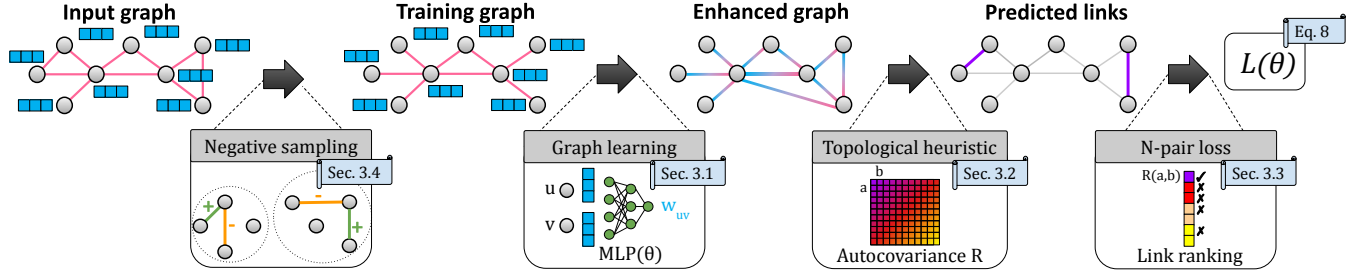 Input graph
Training graph
Enhanced graph
Predicted links
Eq. 8
L(θ)
Negative sampling
Sec. 3.4
+
-
-
+
Graph learning
Sec. 3.1
u
v
w_uv
MLP(θ)
Topological heuristic
Sec. 3.2
b
a
Autocovariance R
N-pair loss
Sec. 3.3
R(a,b) ✓
✗
✗
✗
✗
Link ranking